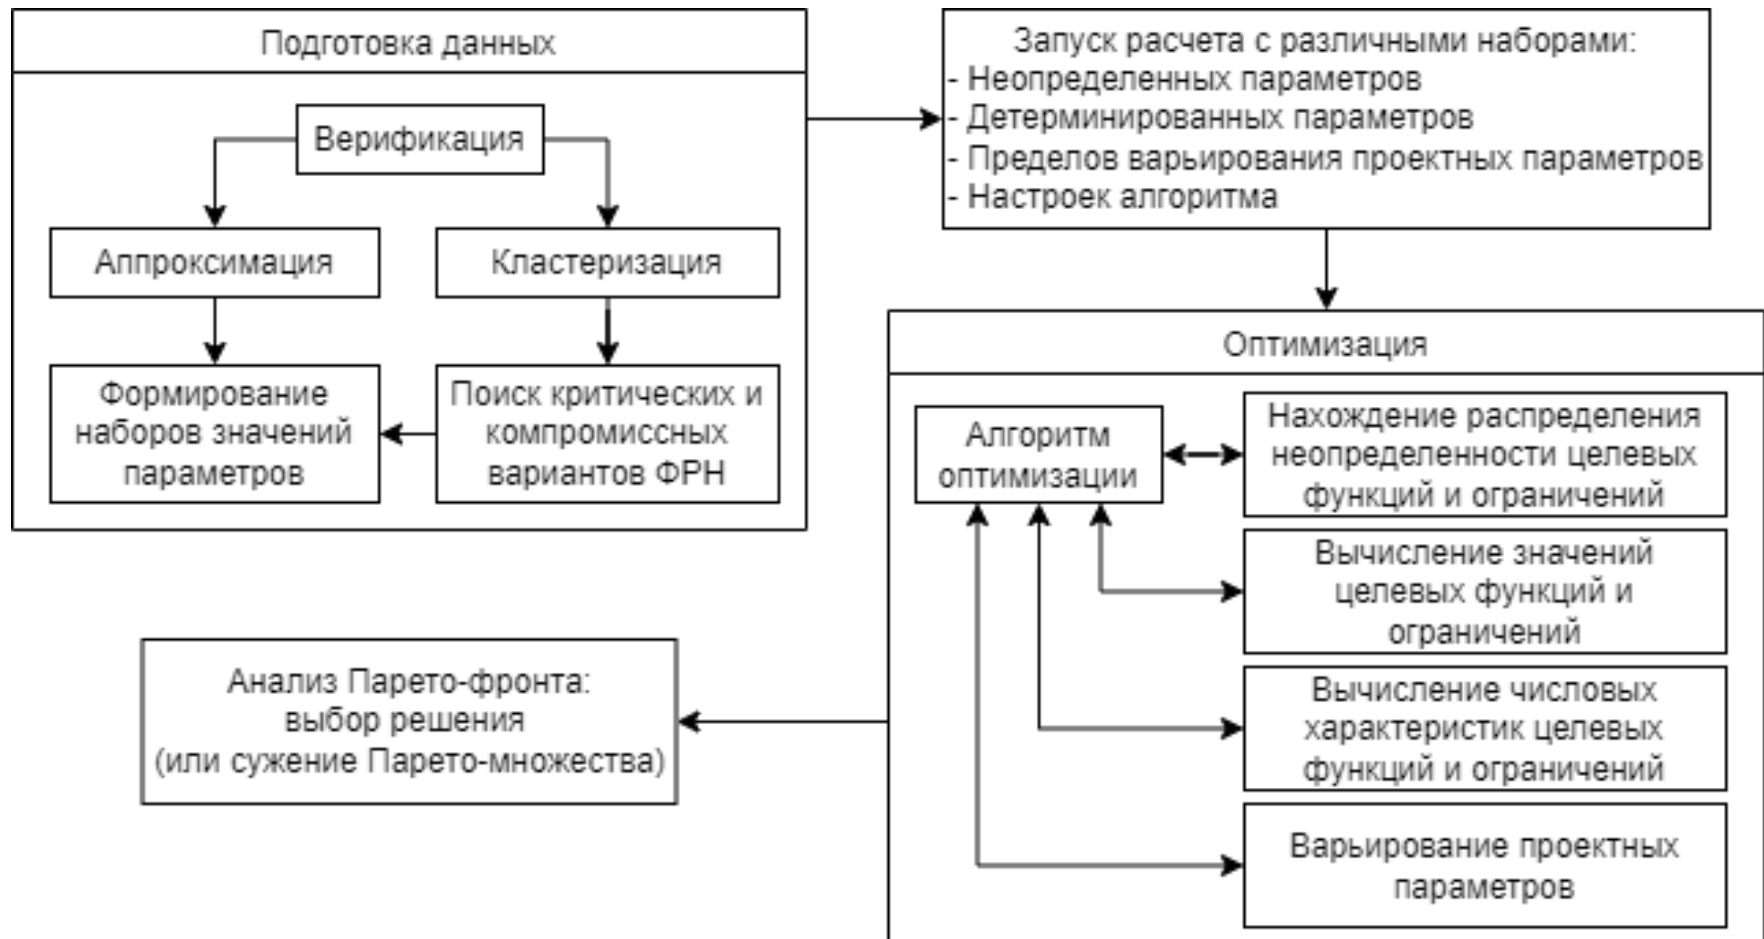 Подготовка данных
Верификация
Аппроксимация
Кластеризация
Формирование
наборов значений
параметров
Поиск критических и
компромиссных
вариантов ФРН
Запуск расчета с различными наборами:
- Неопределенных параметров
- Детерминированных параметров
- Пределов варьирования проектных параметров
- Настроек алгоритма
Оптимизация
Алгоритм
оптимизации
Нахождение распределения
неопределенности целевых
функций и ограничений
Вычисление значений
целевых функций и
ограничений
Вычисление числовых
характеристик целевых
функций и ограничений
Варьирование проектных
параметров
Анализ Парето-фронта:
выбор решения
(или сужение Парето-множества)